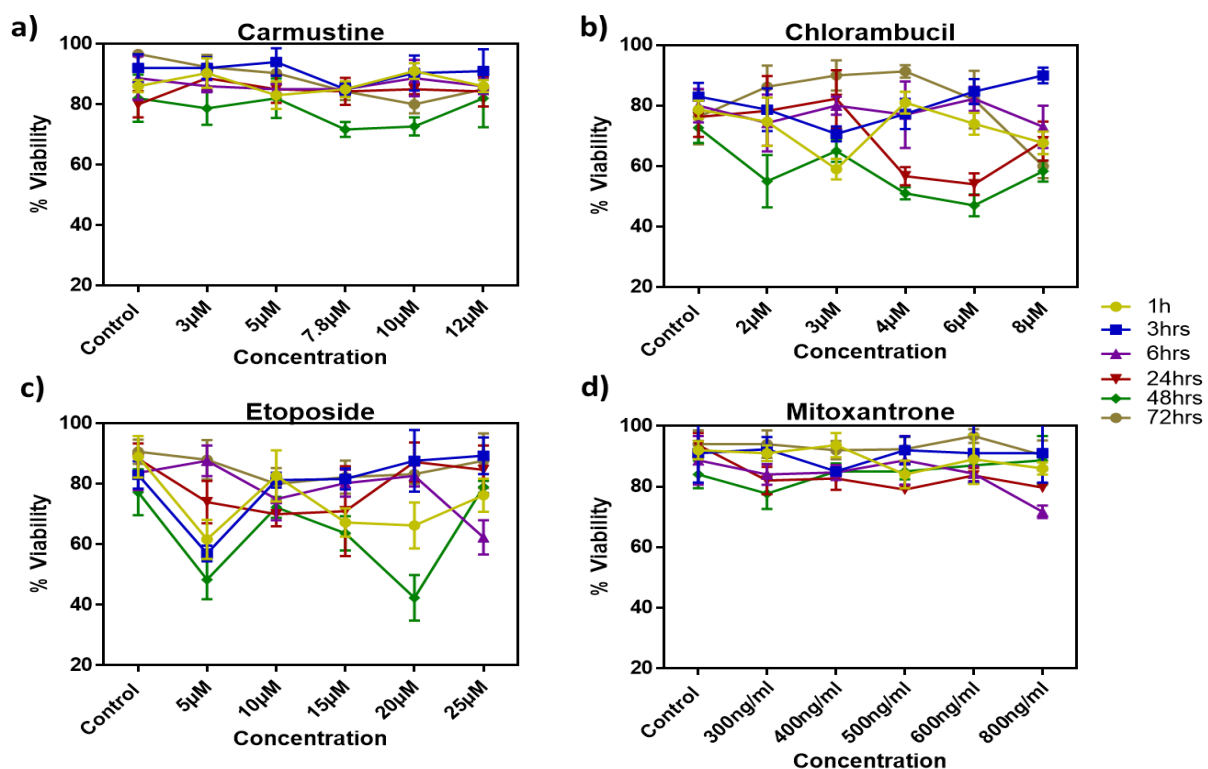 a)
Carmustine
100
80
60
40
20
% Viability
Control
3µM
5µM
7.8µM
10µM
12µM
Concentration
b)
Chlorambucil
100
80
60
40
20
% Viability
Control
2µM
3µM
4µM
6µM
8µM
Concentration
1h
3hrs
6hrs
24hrs
48hrs
72hrs
c)
Etoposide
100
80
60
40
20
% Viability
Control
5µM
10µM
15µM
20µM
25µM
Concentration
d)
Mitoxantrone
100
80
60
40
20
% Viability
Control
300ng/ml
400ng/ml
500ng/ml
600ng/ml
800ng/ml
Concentration